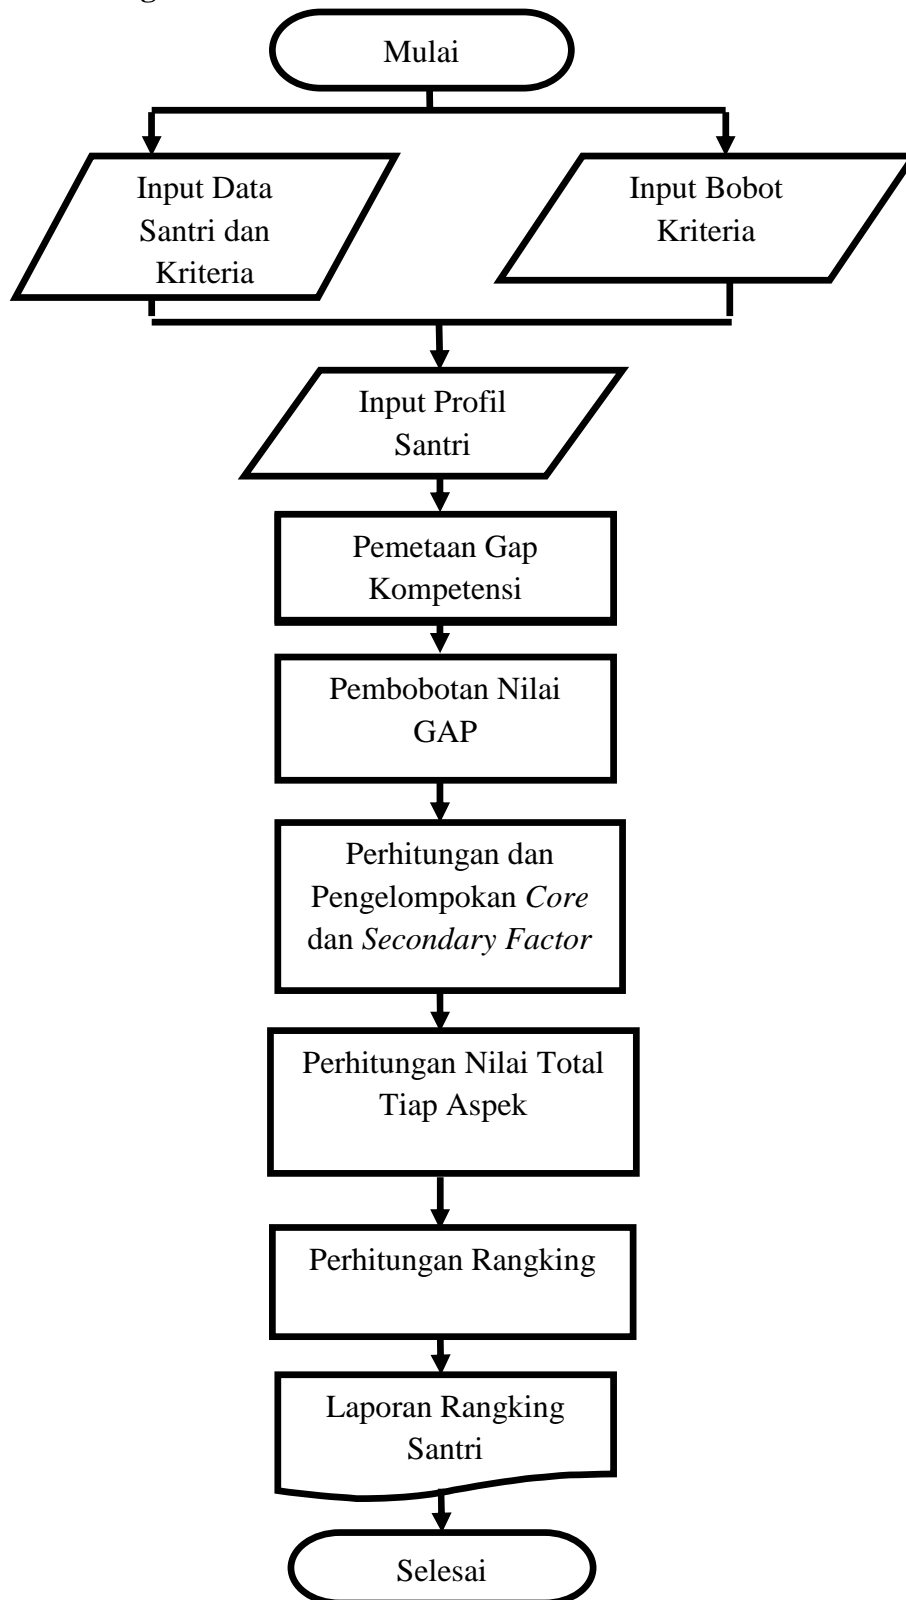 Mulai
Input Data
Santri dan
Kriteria
Input Bobot
Kriteria
Input Profil
Santri
Pemetaan Gap
Kompetensi
Pembobotan Nilai
GAP
Perhitungan dan
Pengelompokan Core
dan Secondary Factor
Perhitungan Nilai Total
Tiap Aspek
Perhitungan Rangking
Laporan Rangking
Santri
Selesai